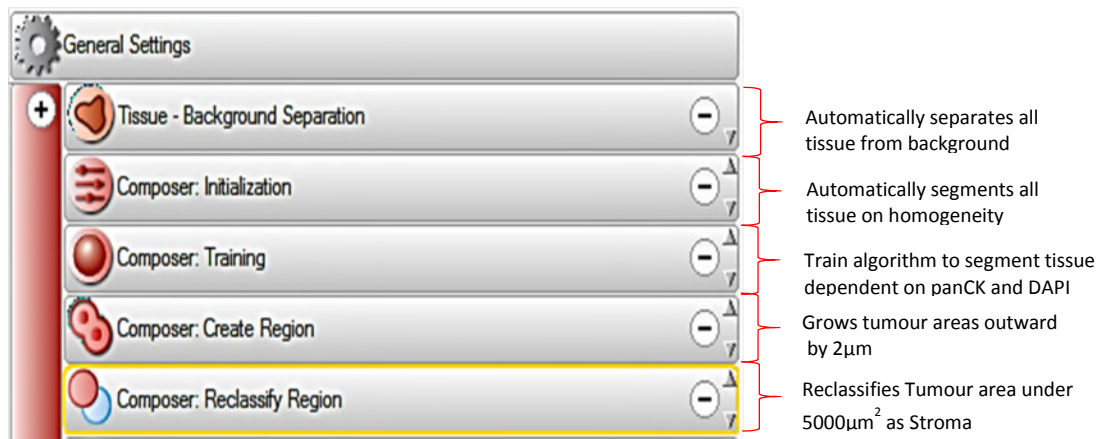 General Settings
Tissue - Background Separation
Automatically separates all
tissue from background
Composer: Initialization
Automatically segments all
tissue on homogeneity
Composer: Training
Train algorithm to segment tissue
dependent on panCK and DAPI
Composer: Create Region
Grows tumour areas outward
by 2µm
Composer: Reclassify Region
Reclassifies Tumour area under
5000µm² as Stroma